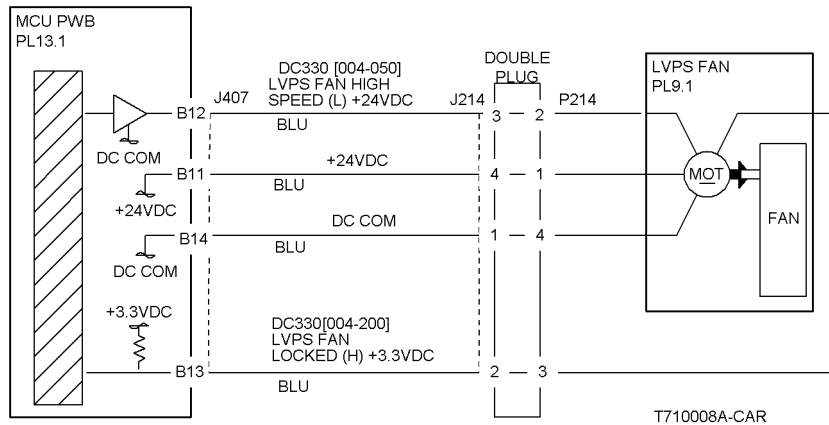 MCU PWB
PL13.1
J407
DC330 [004-050]
LVPS FAN HIGH
SPEED (L) +24VDC
BLU
B12
DC COM
J214
DOUBLE
PLUG
P214
3
2
LVPS FAN
PL9.1
B11
+24VDC
+24VDC
BLU
4
1
MOT
FAN
B14
DC COM
DC COM
BLU
1
4
+3.3VDC
DC330[004-200]
LVPS FAN
LOCKED (H) +3.3VDC
B13
BLU
2
3
T710008A-CAR